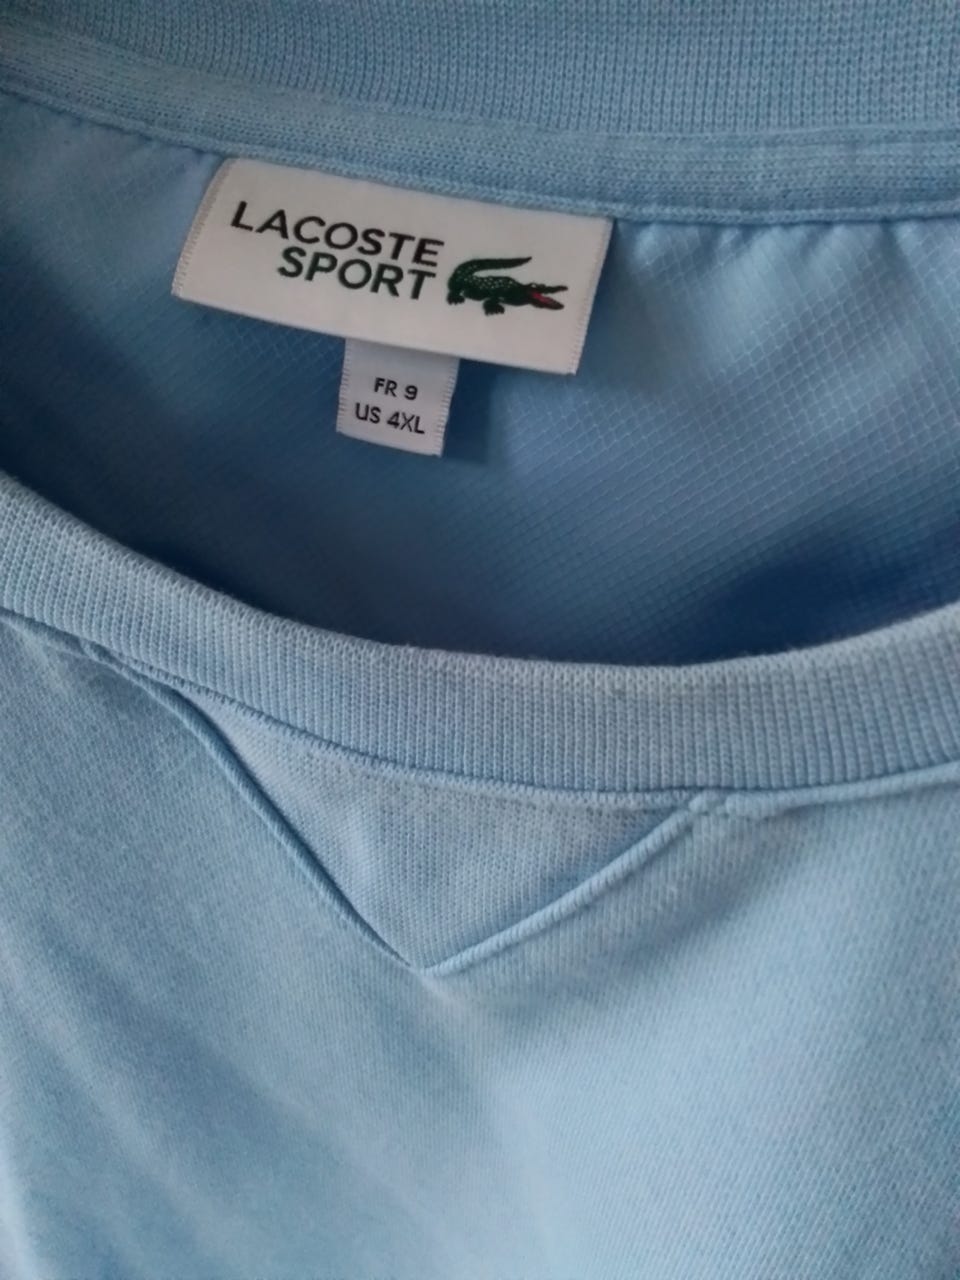 LACOSTE
SPORT
FR 9
US 4XL